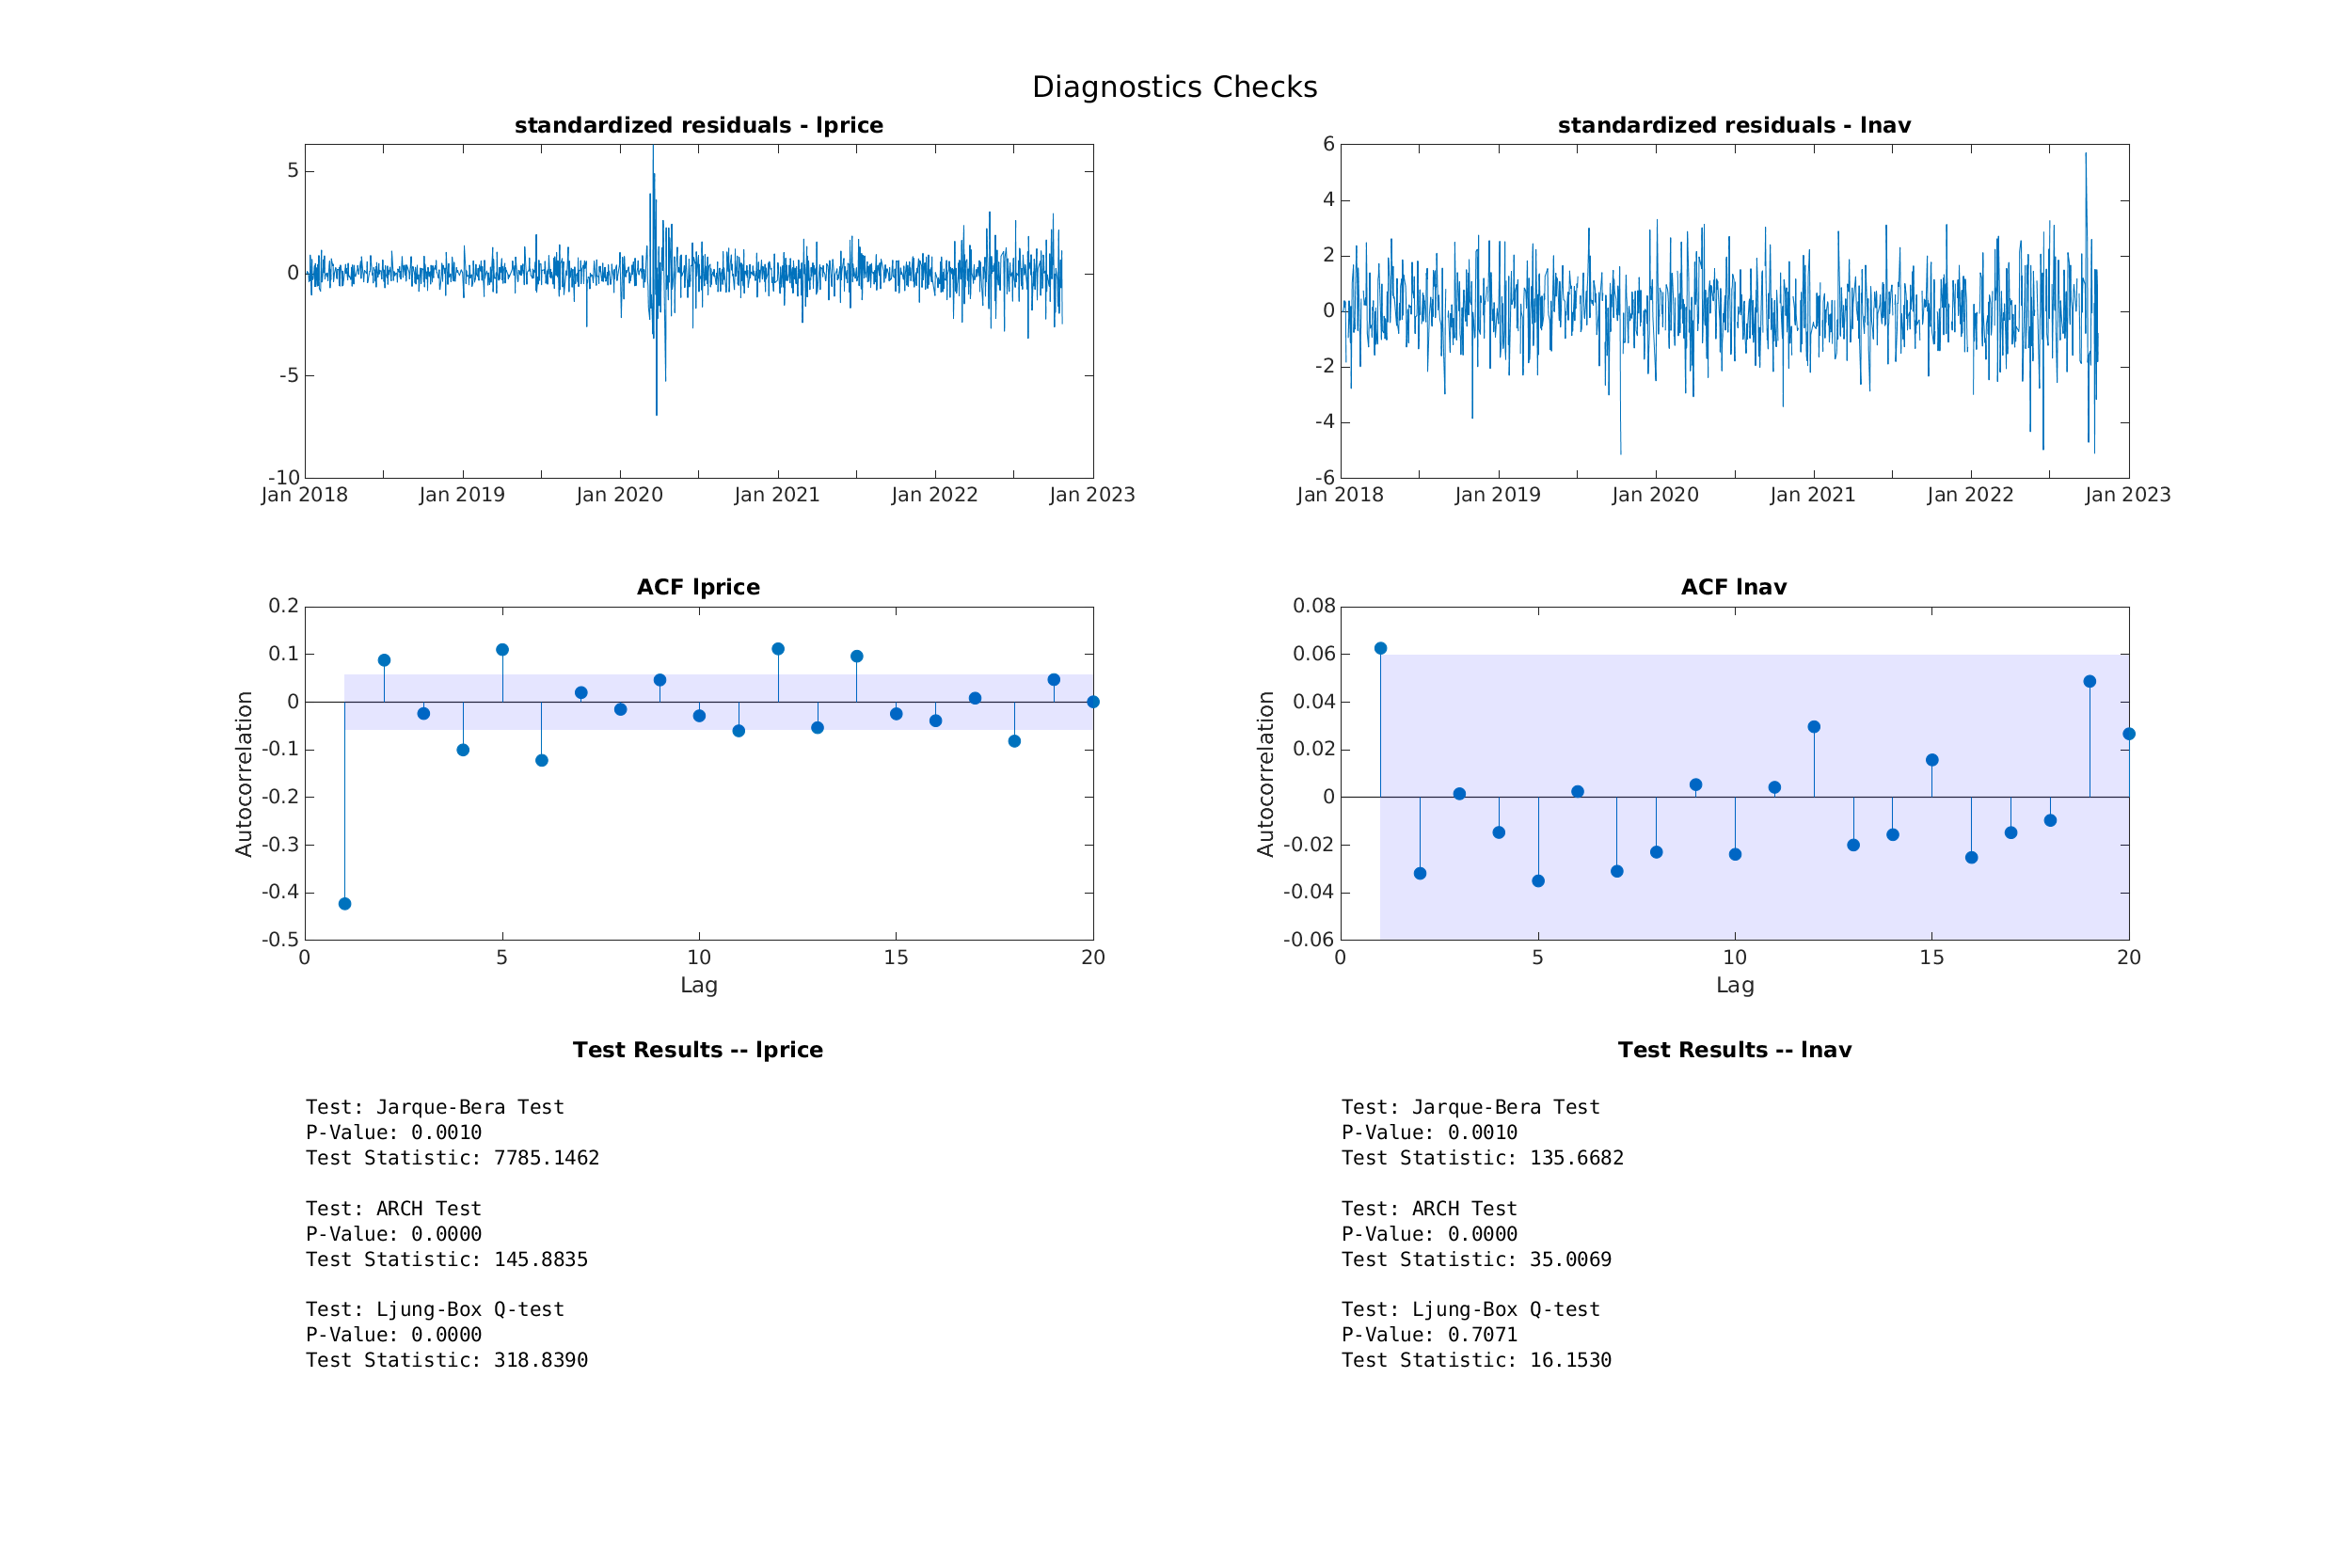 Diagnostics Checks
standardized residuals - lprice
5
0
-5
-10
Jan 2018 Jan 2019 Jan 2020 Jan 2021 Jan 2022 Jan 2023
standardized residuals - lnav
6
4
2
0
-2
-4
-6
Jan 2018 Jan 2019 Jan 2020 Jan 2021 Jan 2022 Jan 2023
ACF lprice
Autocorrelation
0.2
0.1
0
-0.1
-0.2
-0.3
-0.4
-0.5
0 5 10 15 20
Lag
ACF lnav
Autocorrelation
0.08
0.06
0.04
0.02
0
-0.02
-0.04
-0.06
0 5 10 15 20
Lag
Test Results -- lprice
Test: Jarque-Bera Test
P-Value: 0.0010
Test Statistic: 7785.1462
Test: ARCH Test
P-Value: 0.0000
Test Statistic: 145.8835
Test: Ljung-Box Q-test
P-Value: 0.0000
Test Statistic: 318.8390
Test Results -- lnav
Test: Jarque-Bera Test
P-Value: 0.0010
Test Statistic: 135.6682
Test: ARCH Test
P-Value: 0.0000
Test Statistic: 35.0069
Test: Ljung-Box Q-test
P-Value: 0.7071
Test Statistic: 16.1530